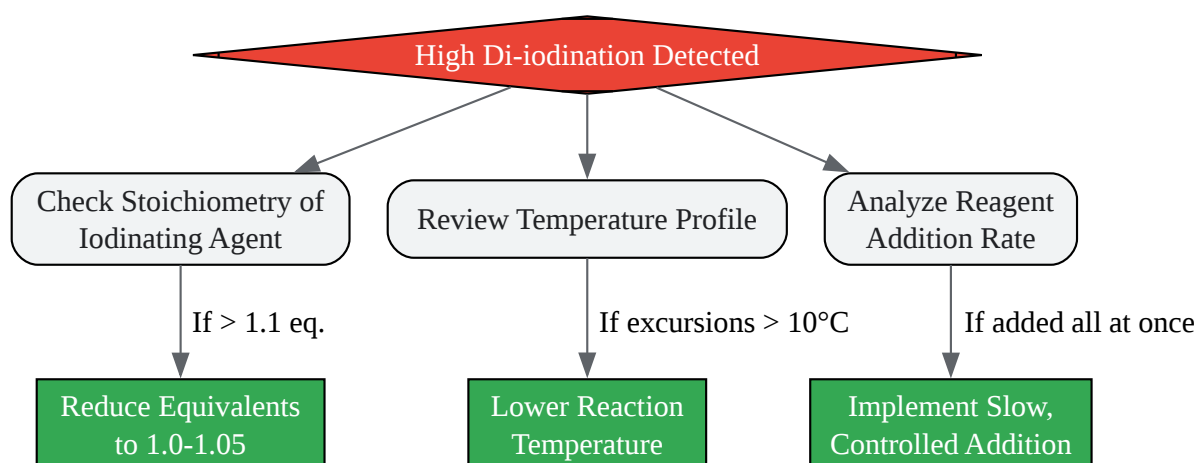 High Di-iodination Detected
Check Stoichiometry of
Iodinating Agent
Review Temperature Profile
Analyze Reagent
Addition Rate
If > 1.1 eq.
If excursions > 10°C
If added all at once
Reduce Equivalents
to 1.0-1.05
Lower Reaction
Temperature
Implement Slow,
Controlled Addition